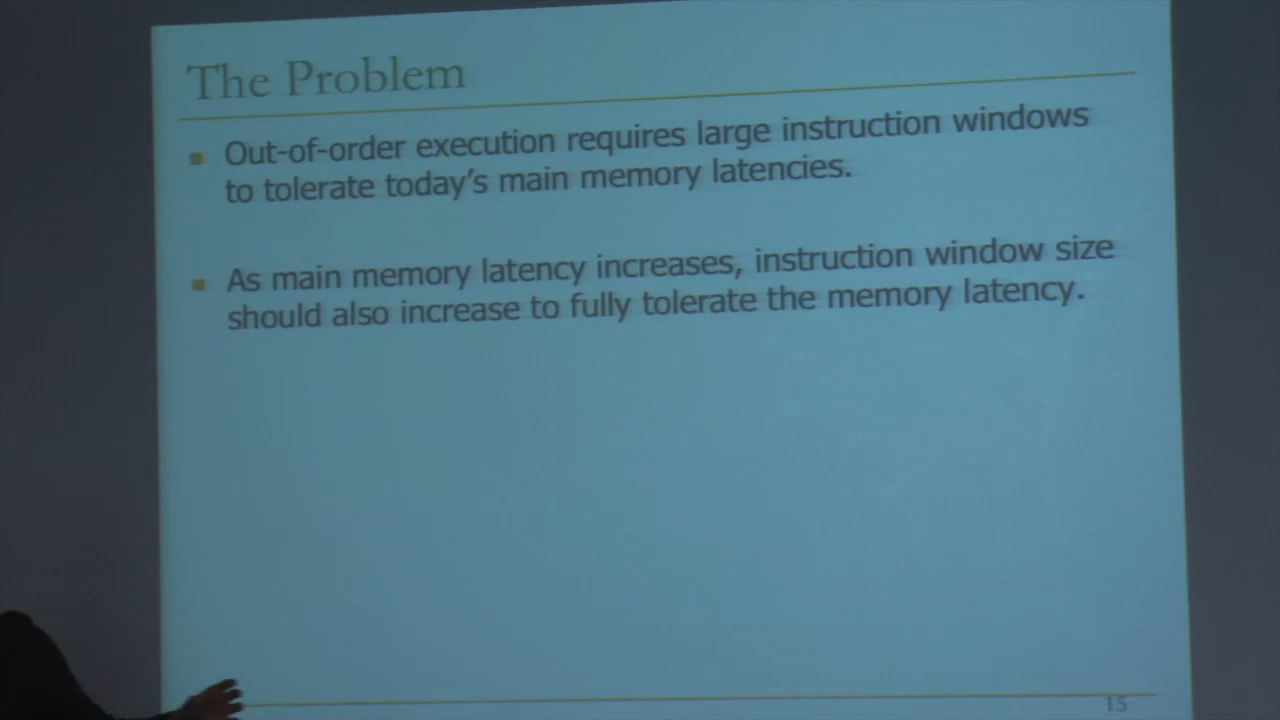 The Problem
Out-of-order execution requires large instruction windows
to tolerate today's main memory latencies.
As main memory latency increases, instruction window size
should also increase to fully tolerate the memory latency.
15